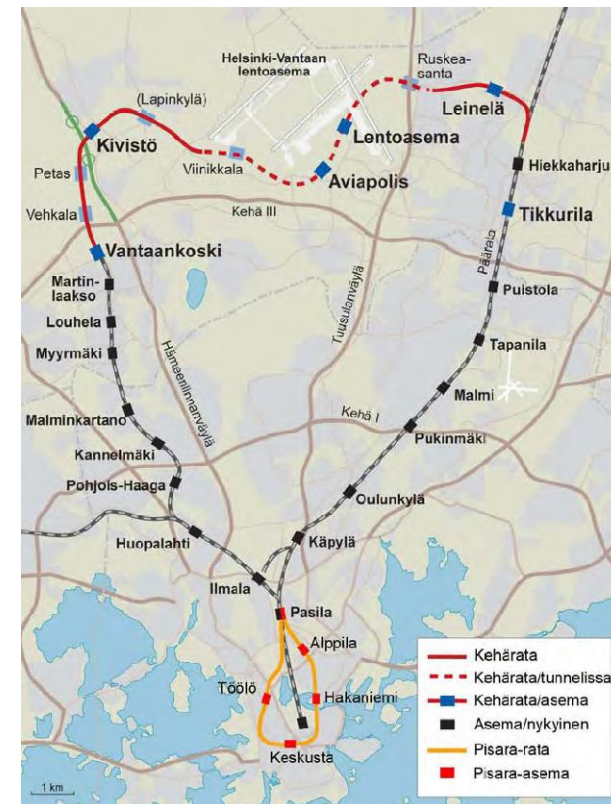 Helsinki-Vantaan
lentoasema
Ruskea-
santa
(Lapinkylä)
Leinelä
Kivistö
Lentoasema
Hiekkaharju
Petas
Viinikkala
Aviapolis
Tikkurila
Vehkala
Kehä III
Vantaankoski
Päärata
Martin-
laakso
Puistola
Louhela
Tuusulanväylä
Myyrmäki
Hämeenlinnanväylä
Tapanila
Malmi
Malminkartano
Kehä I
Pukinmäki
Kannelmäki
Pohjois-Haaga
Oulunkylä
Huopalahti
Käpylä
Ilmala
Pasila
Alppila
Töölö
Hakaniemi
Keskusta
Kehärata
Kehärata/tunnelissa
Kehärata/asema
Asema/nykyinen
Pisara-rata
Pisara-asema
1 km